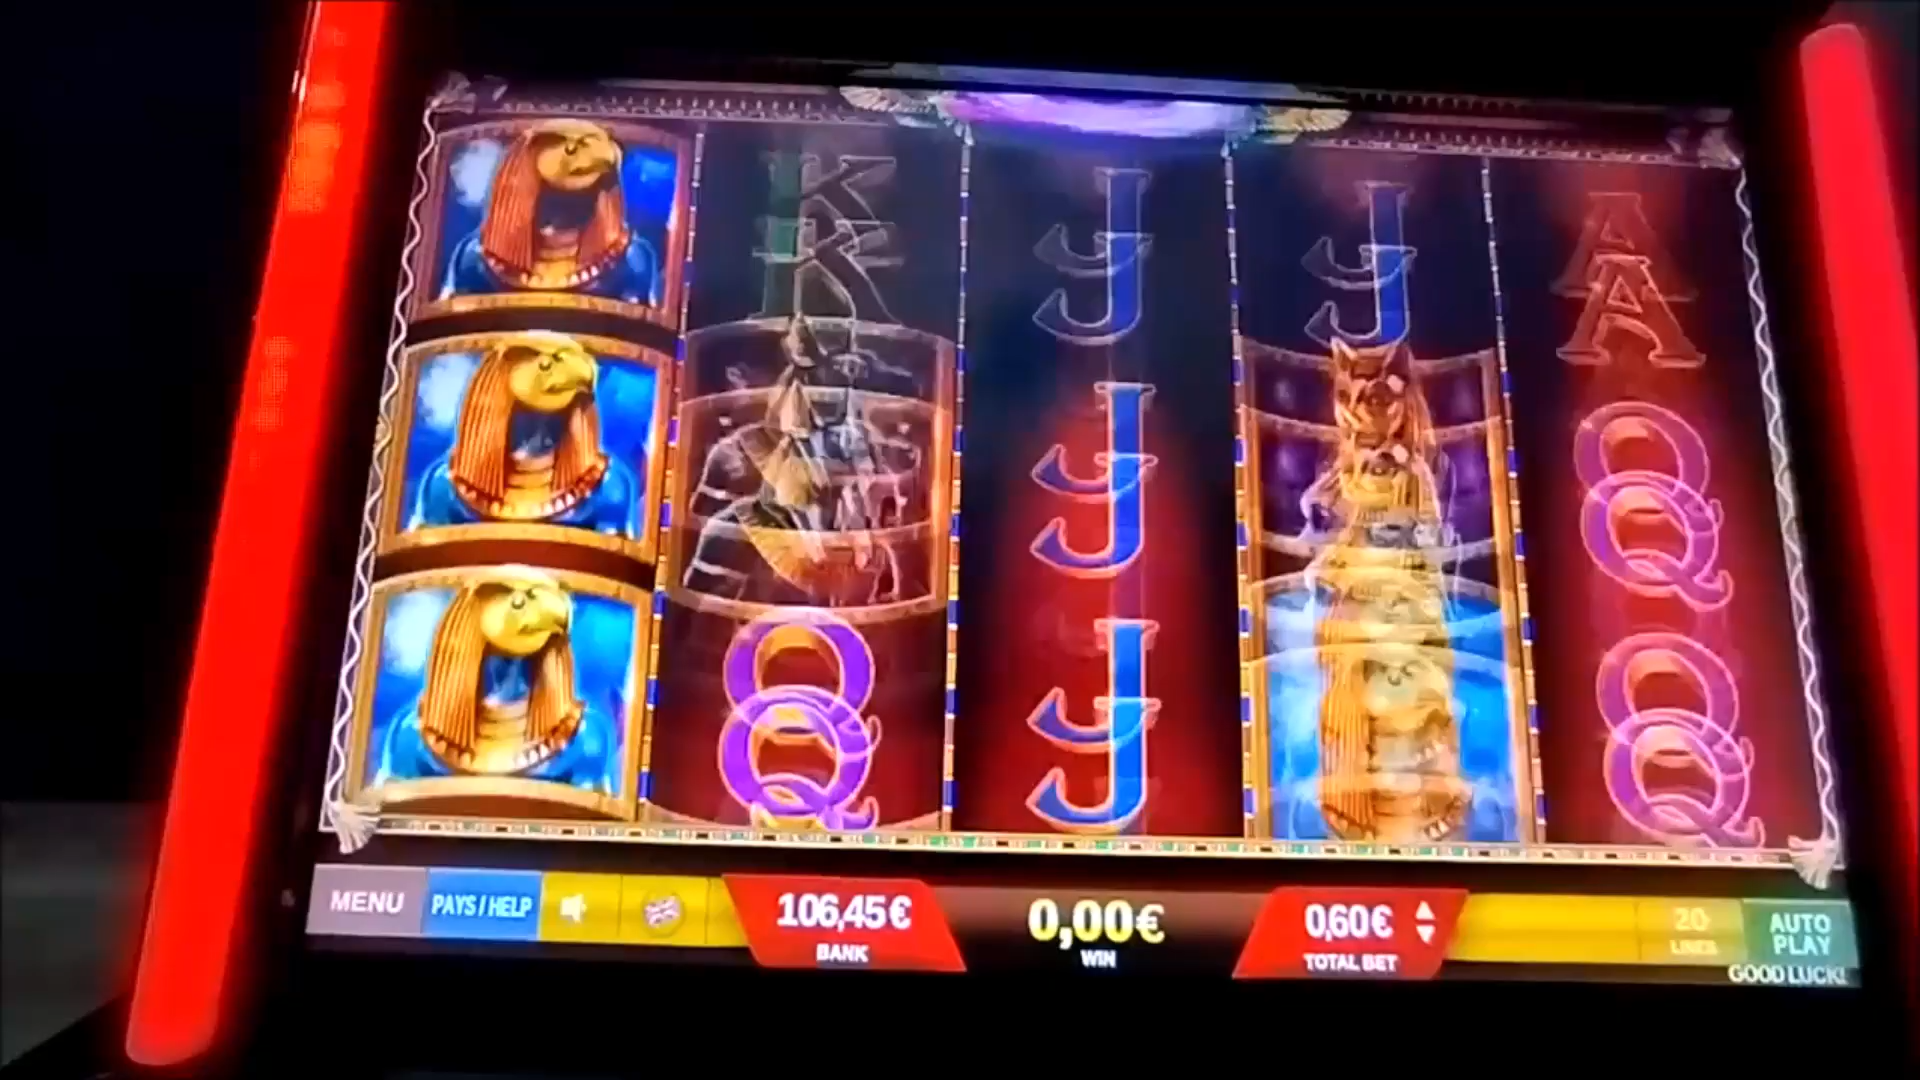 K J J A
K J J A
J Q
J Q
Q J Q
Q J Q
MENU
PAYS / HELP
106,45€
BANK
0,00€
WIN
0,60€
TOTAL BET
20
LINES
AUTO
PLAY
GOOD LUCK!